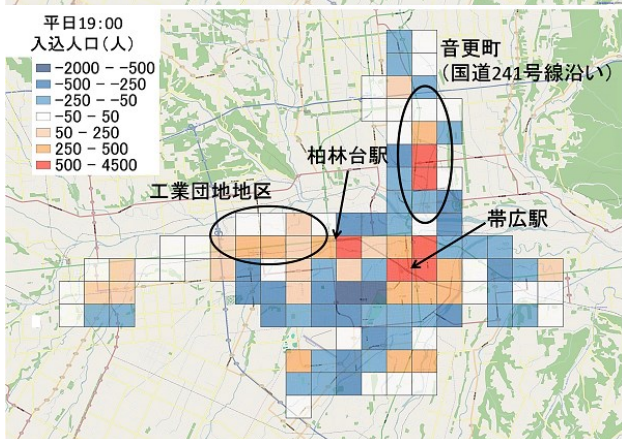 平日19:00
入込人口(人)
-2000 - -500
-500 - -250
-250 - -50
-50 - 50
50 - 250
250 - 500
500 - 4500
音更町
(国道241号線沿い)
柏林台駅
工業団地地区
帯広駅